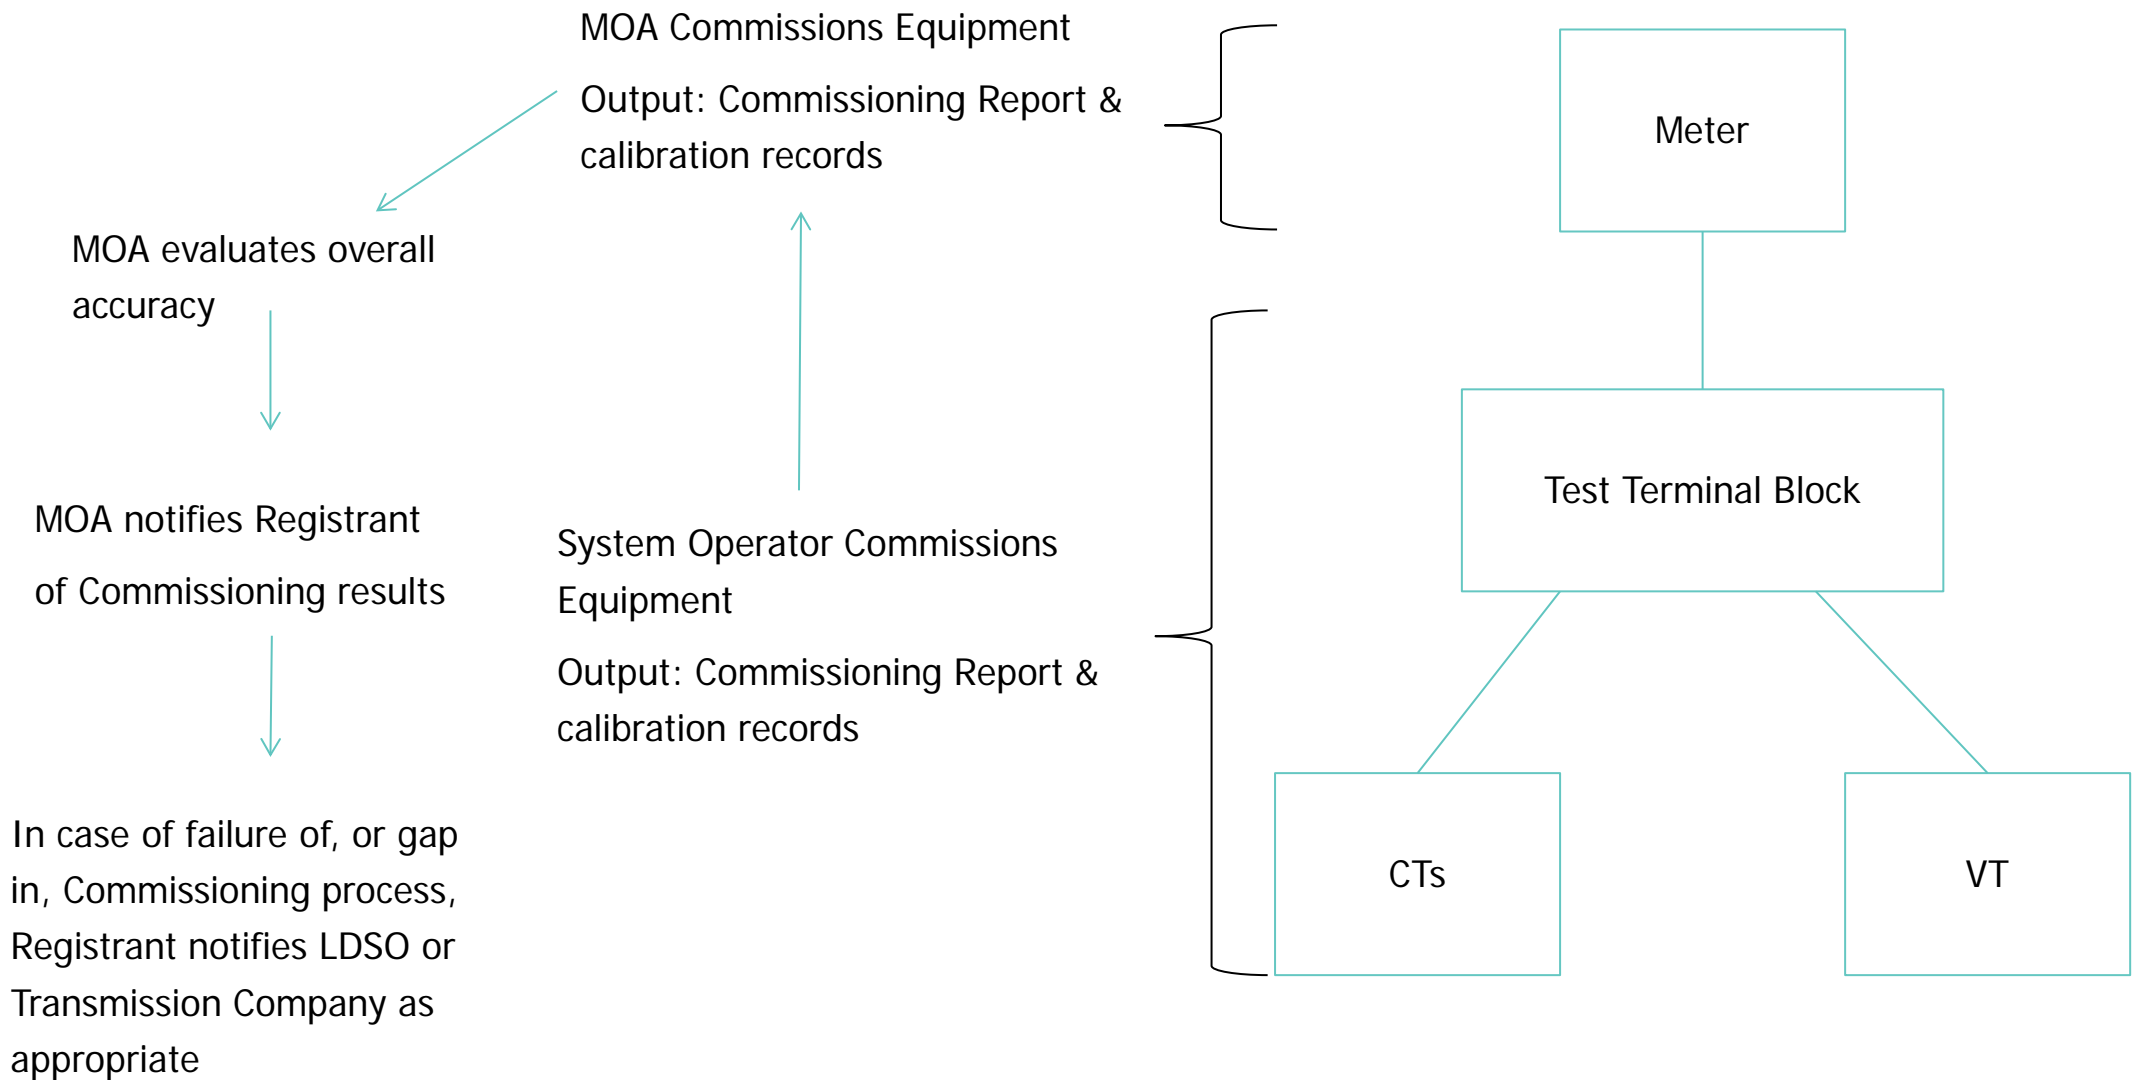 MOA Commissions Equipment
Output: Commissioning Report &
calibration records
MOA evaluates overall
accuracy
MOA notifies Registrant
of Commissioning results
In case of failure of, or gap
in, Commissioning process,
Registrant notifies LDSO or
Transmission Company as
appropriate
System Operator Commissions
Equipment
Output: Commissioning Report &
calibration records
Meter
Test Terminal Block
CTs
VT